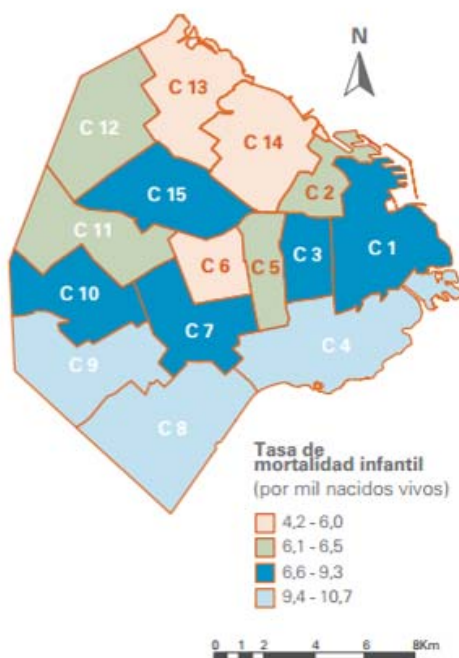 N
C 13
C 12
C 14
C 2
C 15
C 11
C 1
C 3
C 6
C 5
C 10
C 7
C 4
C 9
C 8
Tasa de
mortalidad infantil
(por mil nacidos vivos)
4,2 - 6,0
6,1 - 6,5
6,6 - 9,3
9,4 - 10,7
0 1 2 4 6 8Km